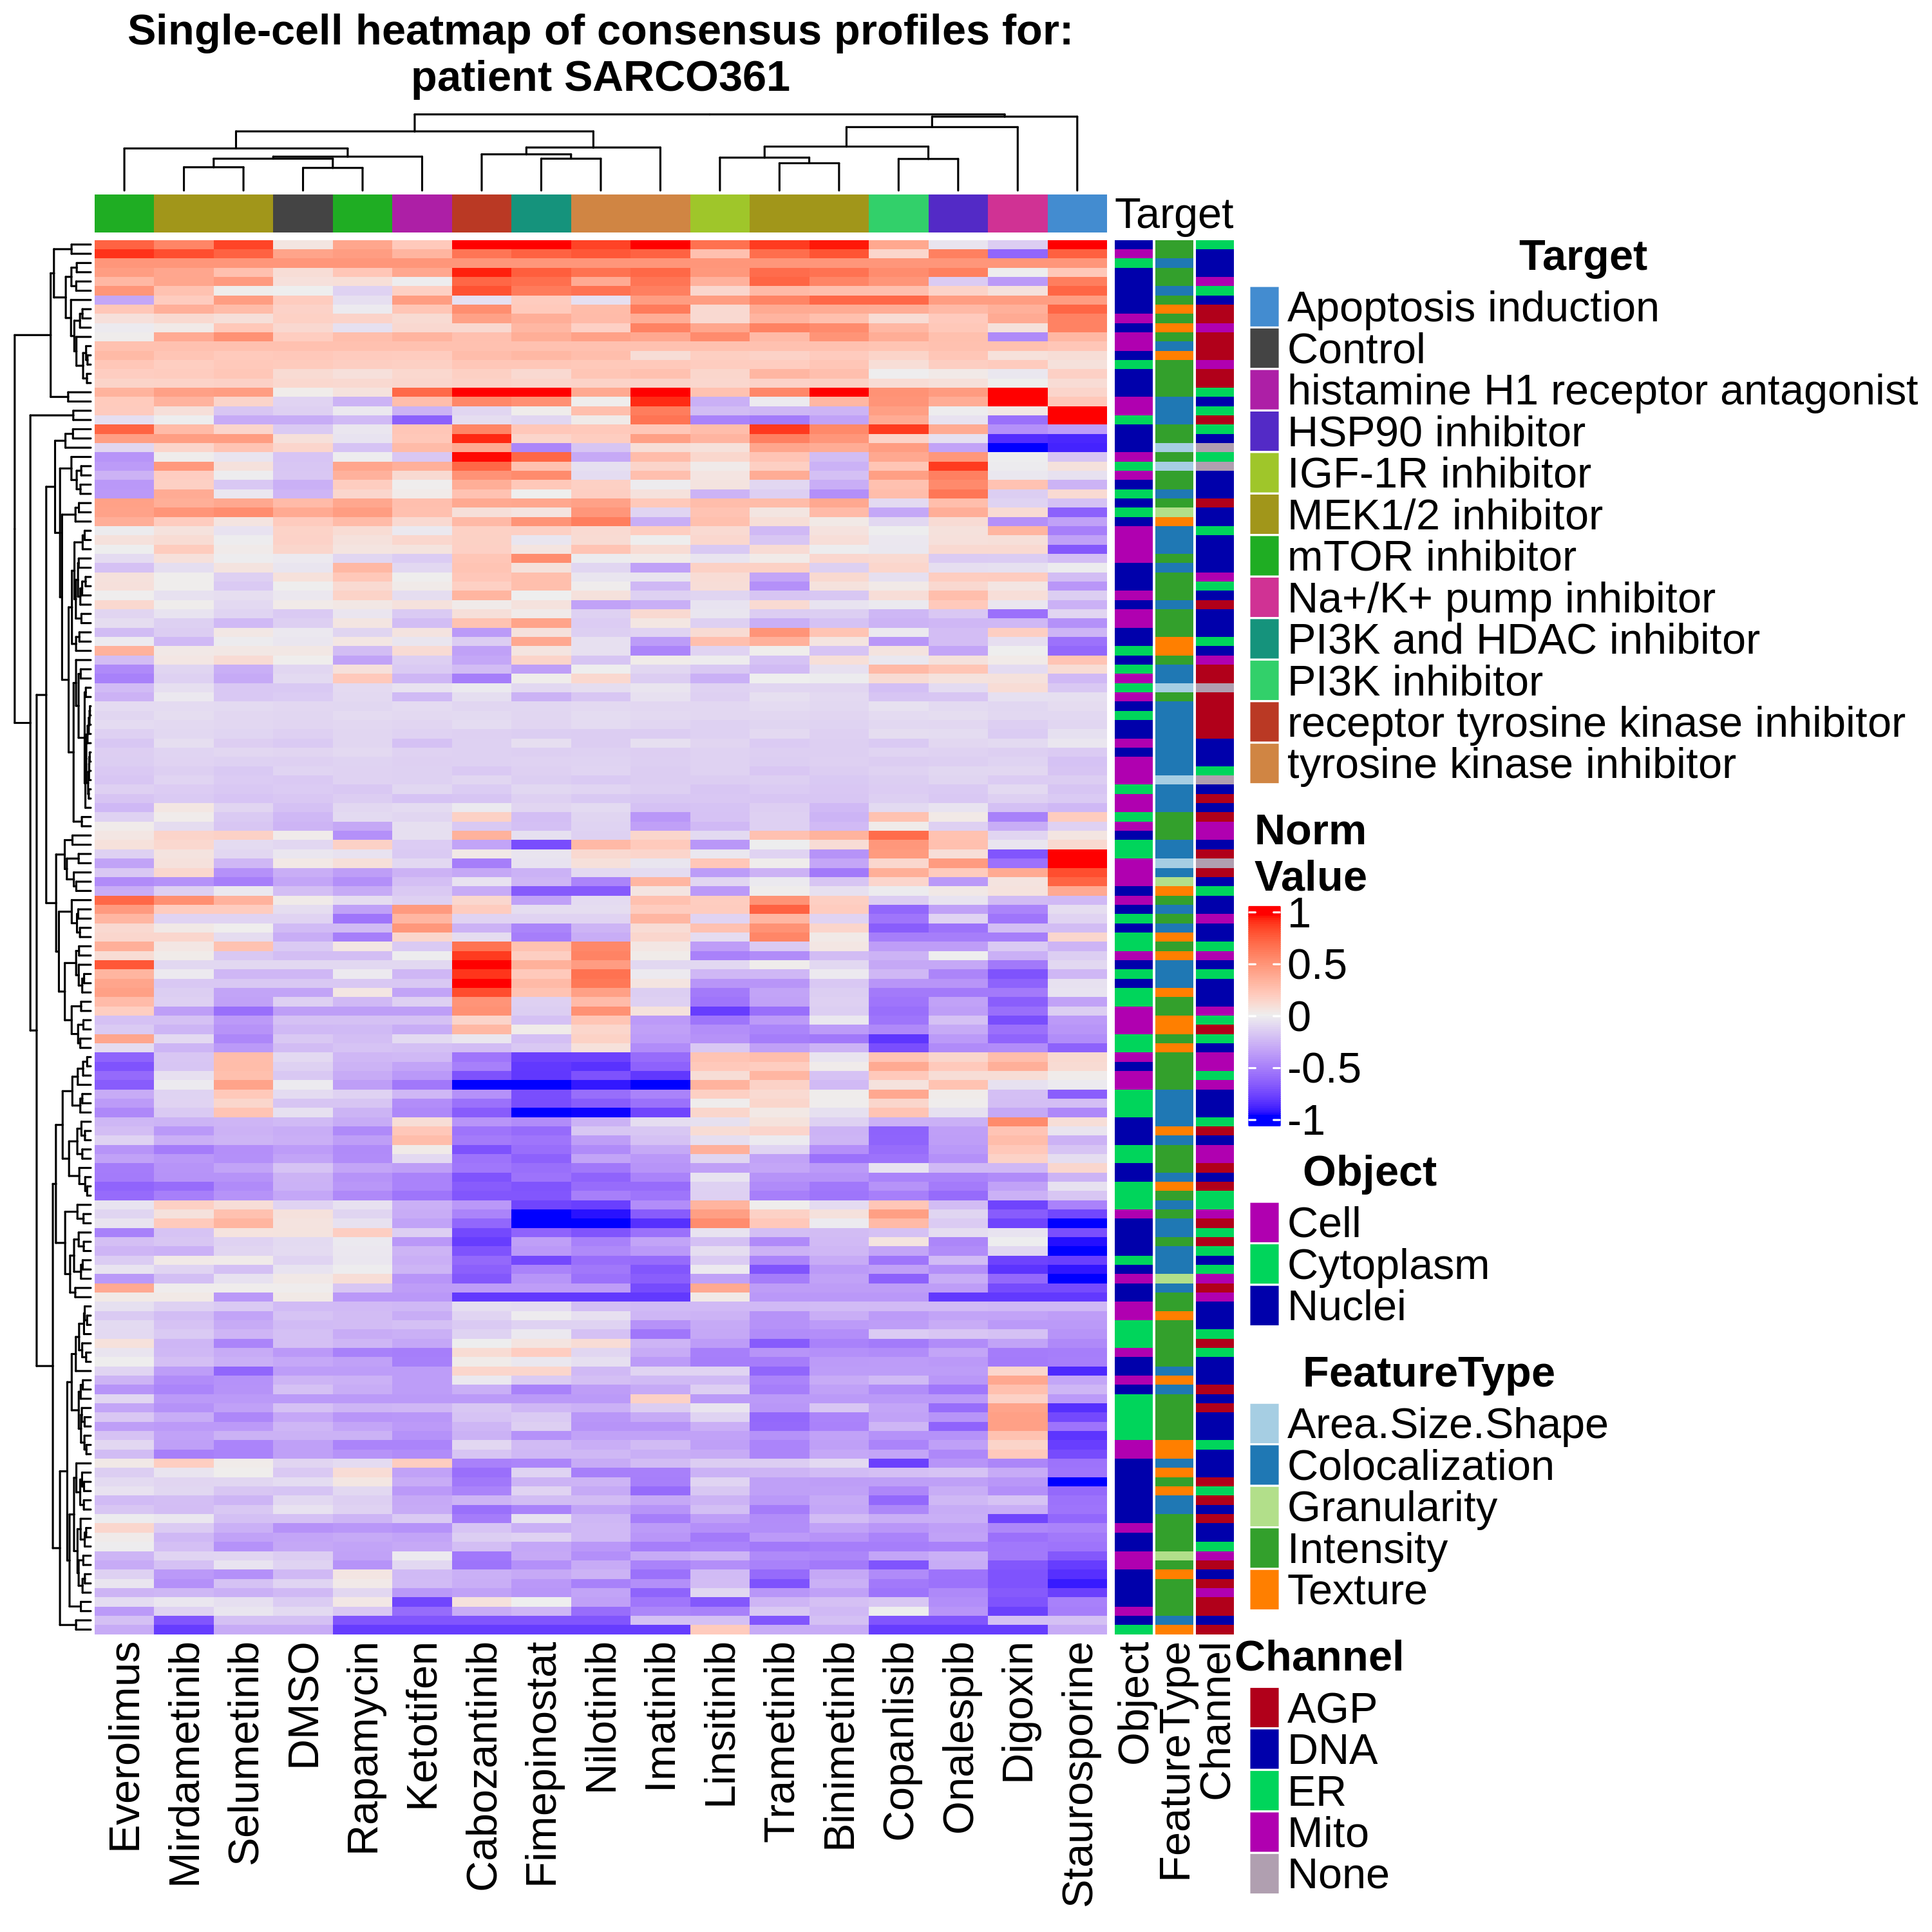 Single-cell heatmap of consensus profiles for:
patient SARCO361
Target
Target
Apoptosis induction
Control
histamine H1 receptor antagonist
HSP90 inhibitor
IGF-1R inhibitor
MEK1/2 inhibitor
mTOR inhibitor
Na+/K+ pump inhibitor
PI3K and HDAC inhibitor
PI3K inhibitor
receptor tyrosine kinase inhibitor
tyrosine kinase inhibitor
Norm
Value
1
0.5
0
-0.5
-1
Object
Cell
Cytoplasm
Nuclei
FeatureType
Area.Size.Shape
Colocalization
Granularity
Intensity
Texture
Channel
AGP
DNA
ER
Mito
None
Everolimus
Mirdametinib
Selumetinib
DMSO
Rapamycin
Ketotifen
Cabozantinib
Fimepinostat
Nilotinib
Imatinib
Linsitinib
Trametinib
Binimetinib
Copanlisib
Onalespib
Digoxin
Staurosporine
Object
FeatureType
Channel